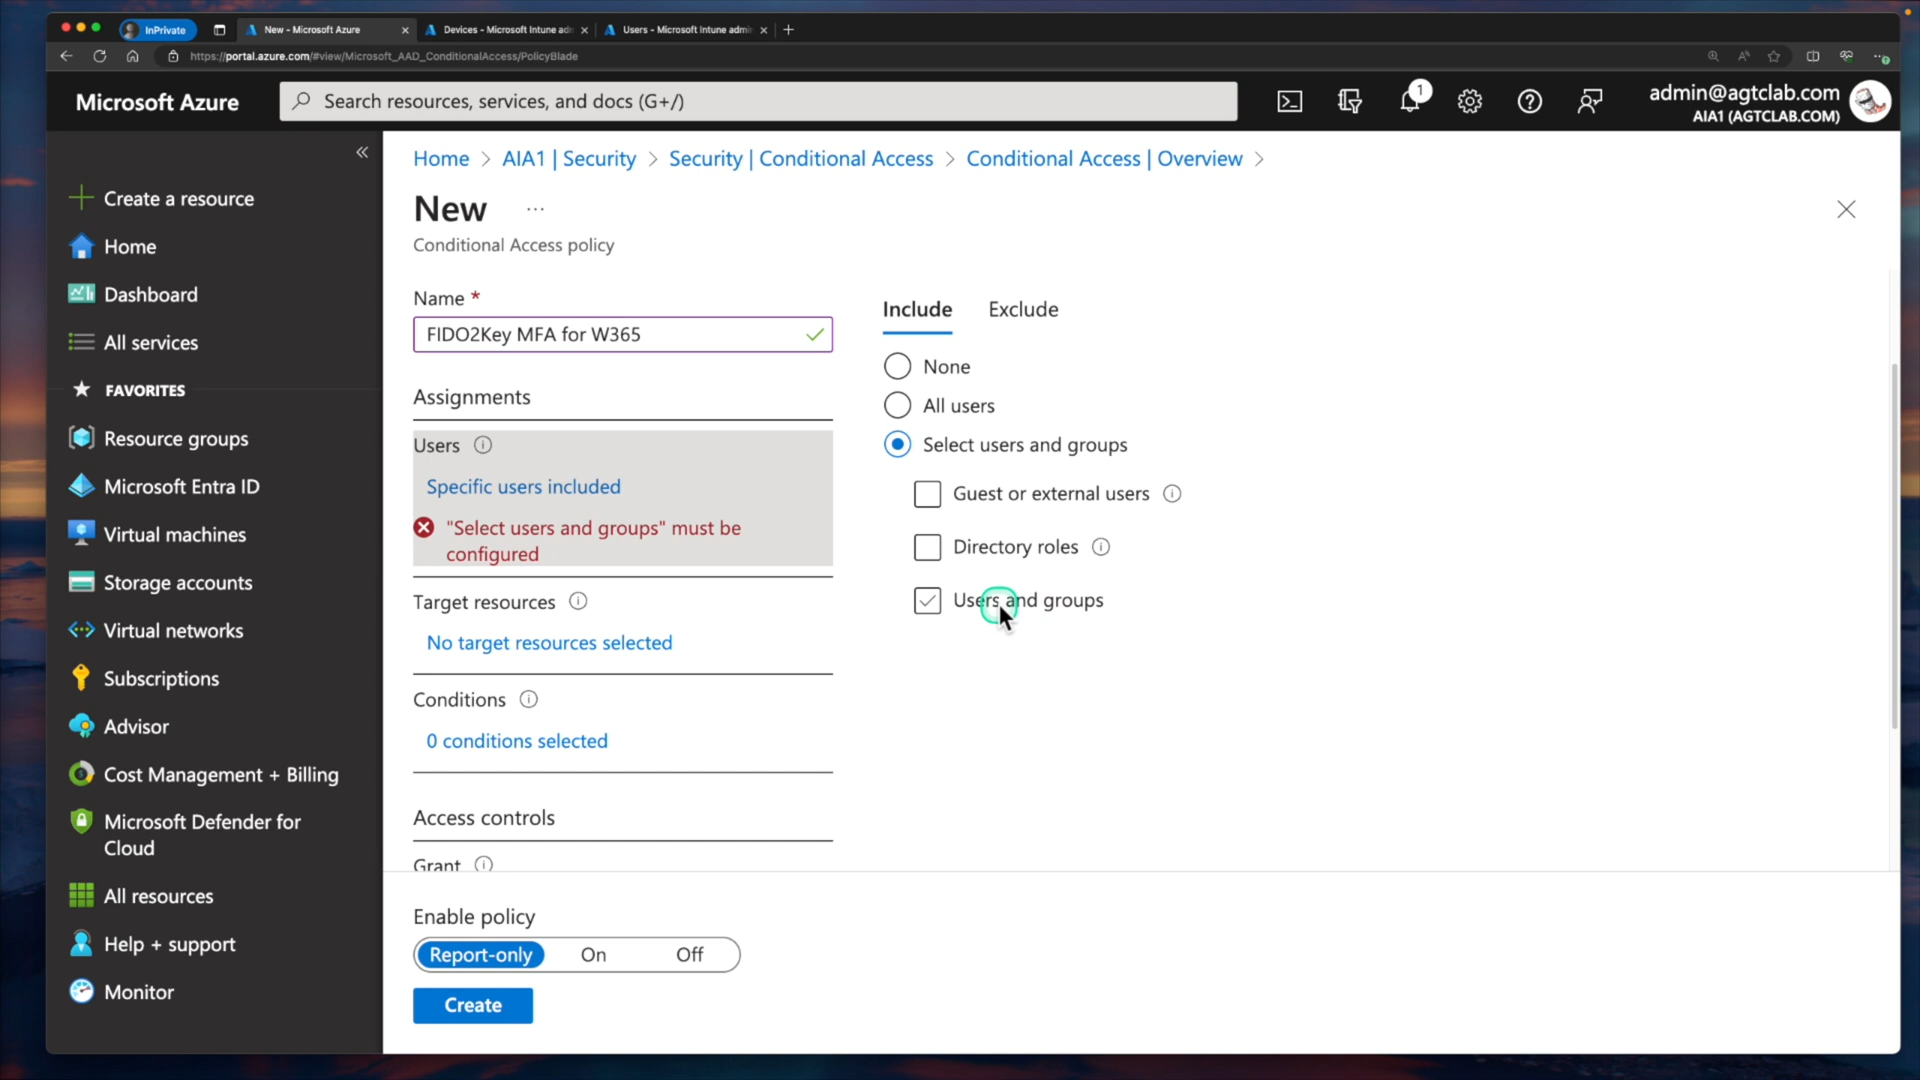 InPrivate
New - Microsoft Azure
Devices - Microsoft Intune ad
Users - Microsoft Intune admi
https://portal.azure.com/#view/Microsoft_AAD_ConditionalAccess/PolicyBlade
Microsoft Azure
Search resources, services, and docs (G+/)
1
admin@agtclab.com
AIA1 (AGTCLAB.COM)
Create a resource
Home
Dashboard
All services
FAVORITES
Resource groups
Microsoft Entra ID
Virtual machines
Storage accounts
Virtual networks
Subscriptions
Advisor
Cost Management + Billing
Microsoft Defender for
Cloud
All resources
Help + support
Monitor
Home > AIA1 | Security > Security | Conditional Access > Conditional Access | Overview >
New ...
Conditional Access policy
Name *
FIDO2Key MFA for W365
Assignments
Users
Specific users included
"Select users and groups" must be
configured
Target resources
No target resources selected
Conditions
0 conditions selected
Access controls
Grant
Include Exclude
None
All users
Select users and groups
Guest or external users
Directory roles
Users and groups
Enable policy
Report-only On Off
Create